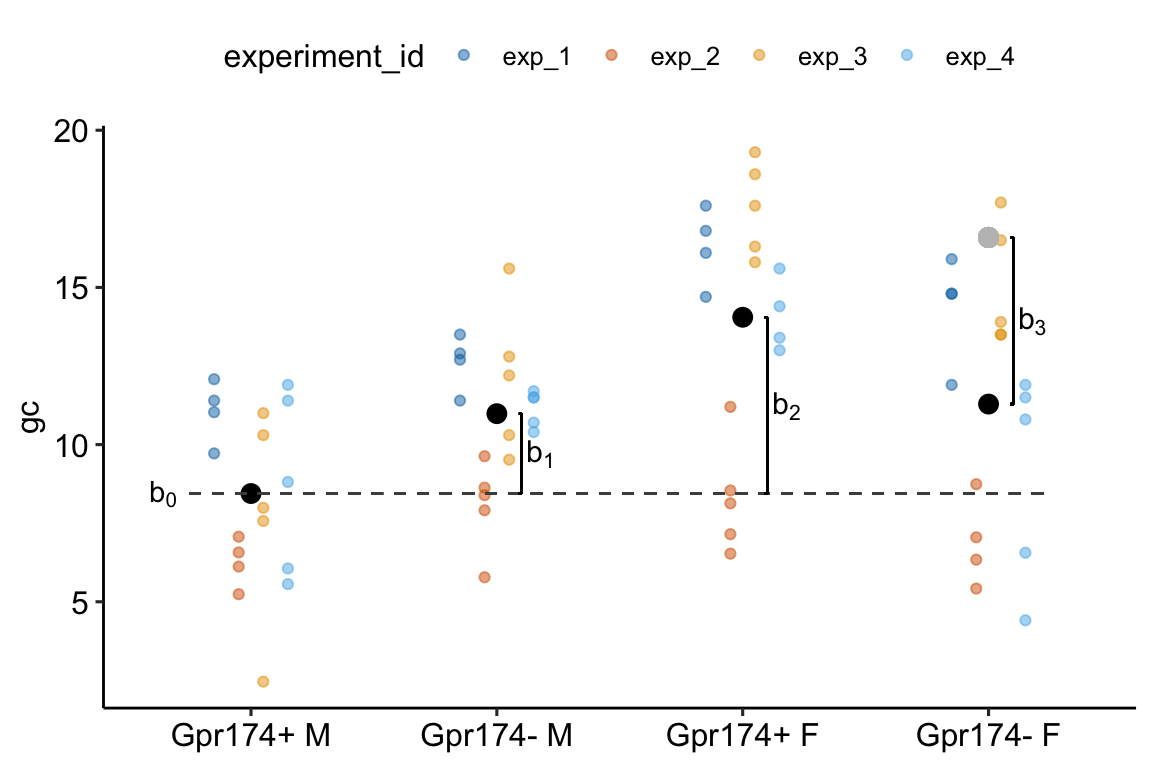 experiment_id exp_1 exp_2 exp_3 exp_4
20
15
10
5
gc
b0
b1
b2
b3
Gpr174+ M Gpr174- M Gpr174+ F Gpr174- F